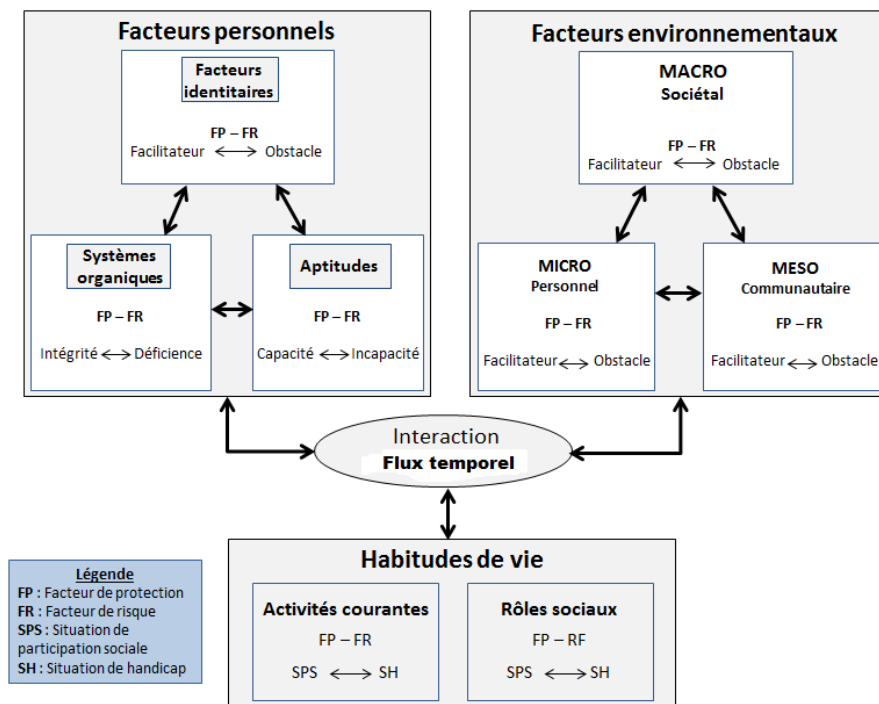 Facteurs personnels
Facteurs
identitaires
FP – FR
Facilitateur
Obstacle
Systèmes
organiques
FP – FR
Intégrité
Déficience
Aptitudes
FP – FR
Capacité
Incapacité
Facteurs environnementaux
MACRO
Sociétal
FP – FR
Facilitateur
Obstacle
MICRO
Personnel
FP – FR
Facilitateur
Obstacle
MESO
Communautaire
FP – FR
Facilitateur
Obstacle
Interaction
Flux temporel
Habitudes de vie
Activités courantes
FP – FR
SPS
SH
Rôles sociaux
FP – RF
SPS
SH
Légende
FP : Facteur de protection
FR : Facteur de risque
SPS : Situation de
participation sociale
SH : Situation de handicap